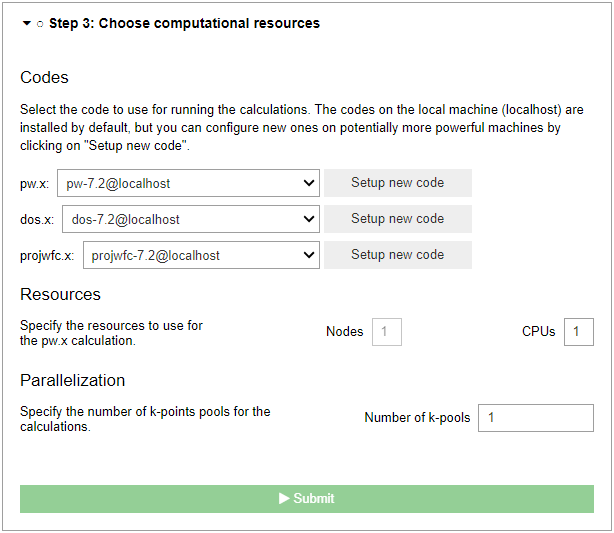 Step 3: Choose computational resources
Codes
Select the code to use for running the calculations. The codes on the local machine (localhost) are
installed by default, but you can configure new ones on potentially more powerful machines by
clicking on "Setup new code".
pw.x: pw-7.2@localhost Setup new code
dos.x: dos-7.2@localhost Setup new code
projwfc.x: projwfc-7.2@localhost Setup new code
Resources
Specify the resources to use for
the pw.x calculation.
Nodes 1 CPUs 1
Parallelization
Specify the number of k-points pools for the
calculations.
Number of k-pools 1
Submit